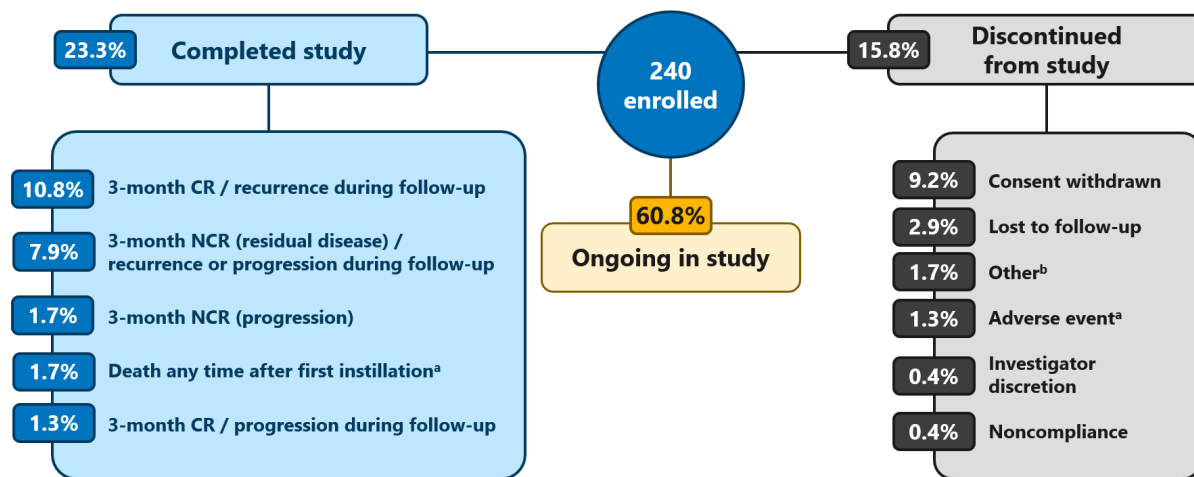 23.3%
Completed study
240
enrolled
15.8%
Discontinued
from study
10.8%
3-month CR / recurrence during follow-up
7.9%
3-month NCR (residual disease) /
recurrence or progression during follow-up
1.7%
3-month NCR (progression)
1.7%
Death any time after first instillationᵃ
1.3%
3-month CR / progression during follow-up
60.8%
Ongoing in study
9.2%
Consent withdrawn
2.9%
Lost to follow-up
1.7%
Otherᵇ
1.3%
Adverse eventᵃ
0.4%
Investigator
discretion
0.4%
Noncompliance